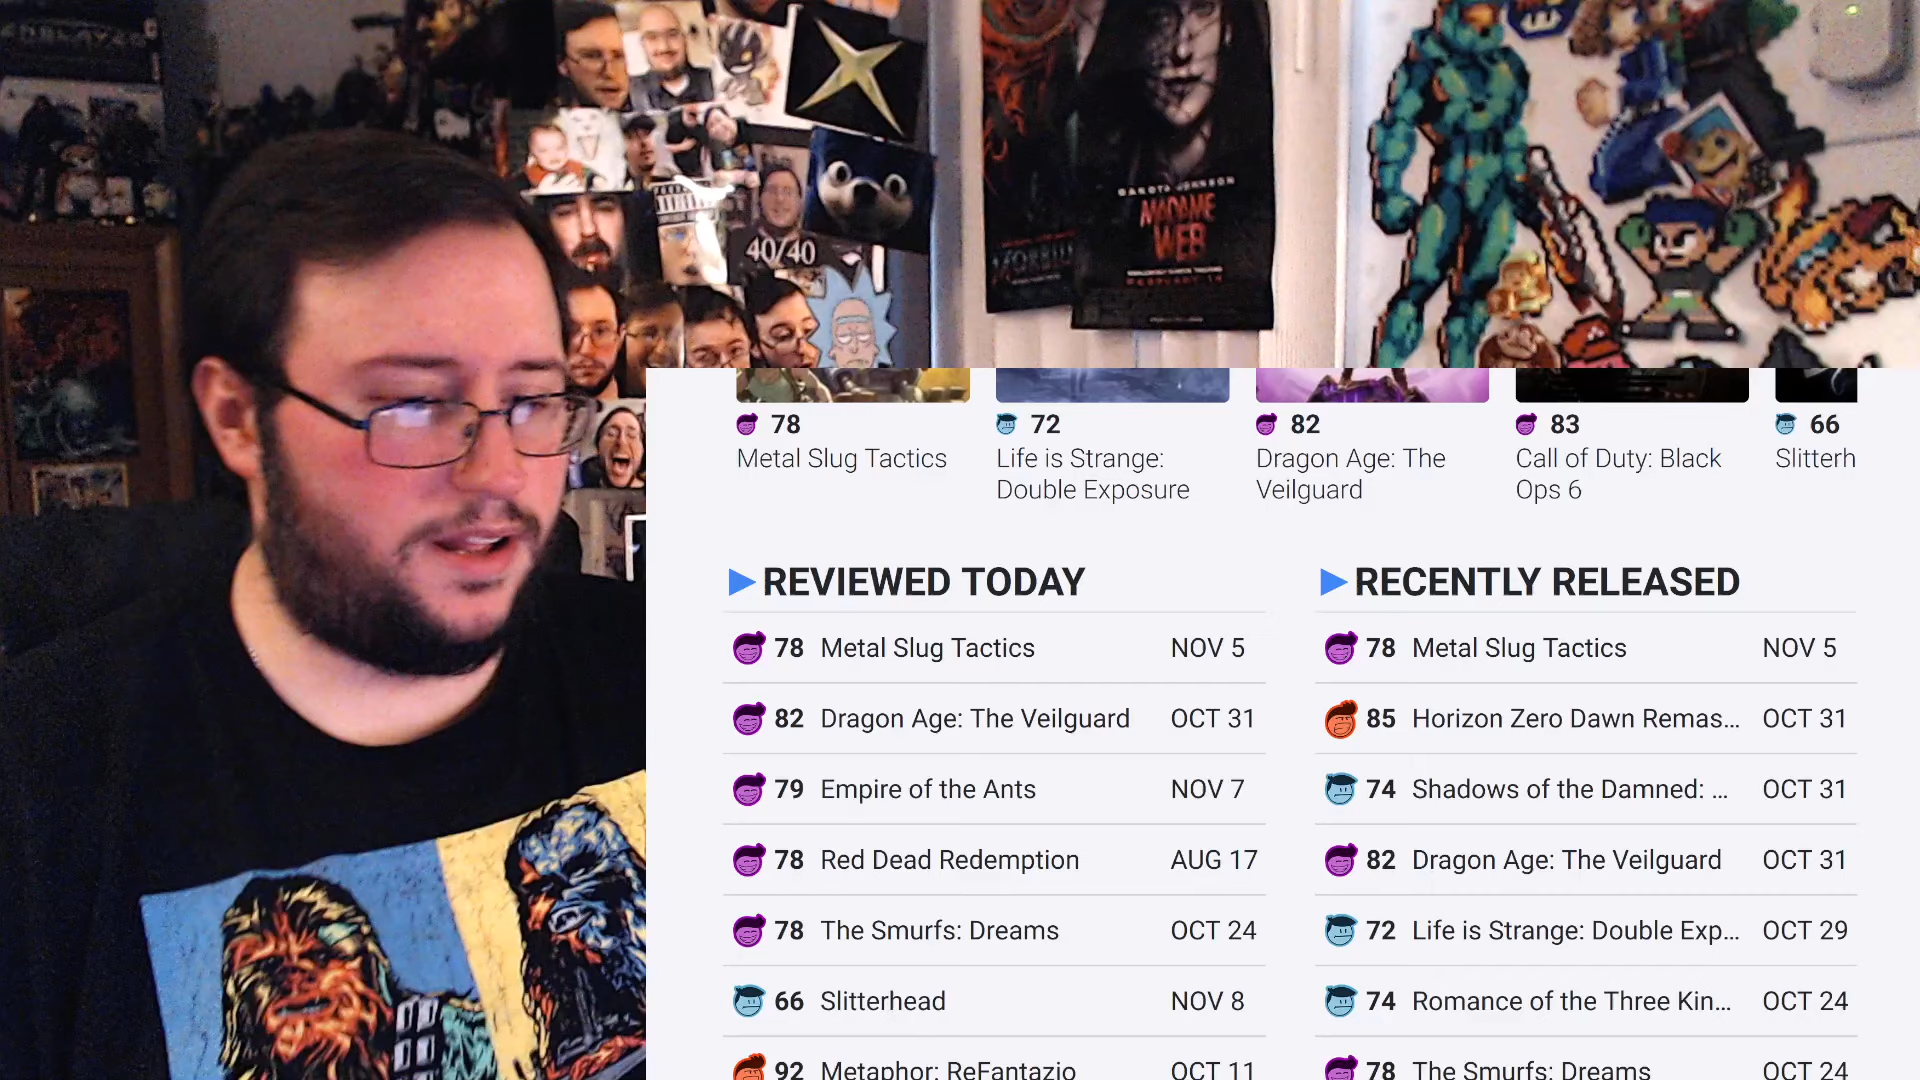 40/40
DAKOTA JOHNSON
MADAME
WEB
FEBRUARY 14
MORBIUS
78
Metal Slug Tactics
72
Life is Strange:
Double Exposure
82
Dragon Age: The
Veilguard
83
Call of Duty: Black
Ops 6
66
Slitterh
REVIEWED TODAY
78 Metal Slug Tactics NOV 5
82 Dragon Age: The Veilguard OCT 31
79 Empire of the Ants NOV 7
78 Red Dead Redemption AUG 17
78 The Smurfs: Dreams OCT 24
66 Slitterhead NOV 8
92 Metaphor: ReFantazio OCT 11
RECENTLY RELEASED
78 Metal Slug Tactics NOV 5
85 Horizon Zero Dawn Remas... OCT 31
74 Shadows of the Damned: ... OCT 31
82 Dragon Age: The Veilguard OCT 31
72 Life is Strange: Double Exp... OCT 29
74 Romance of the Three Kin... OCT 24
78 The Smurfs: Dreams OCT 24